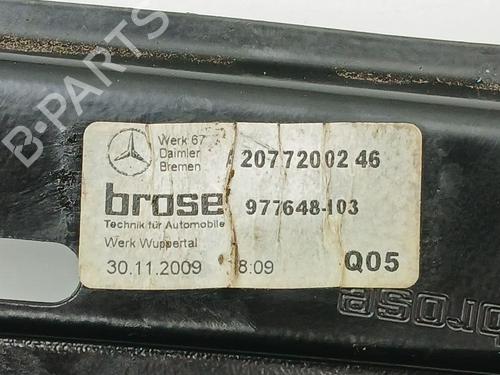 B-PARTS
Werk 67
Daimler
Bremen
2077200246
brose
Technik für Automobile
977648-103
Werk Wuppertal
30.11.2009 8:09 Q05
brose